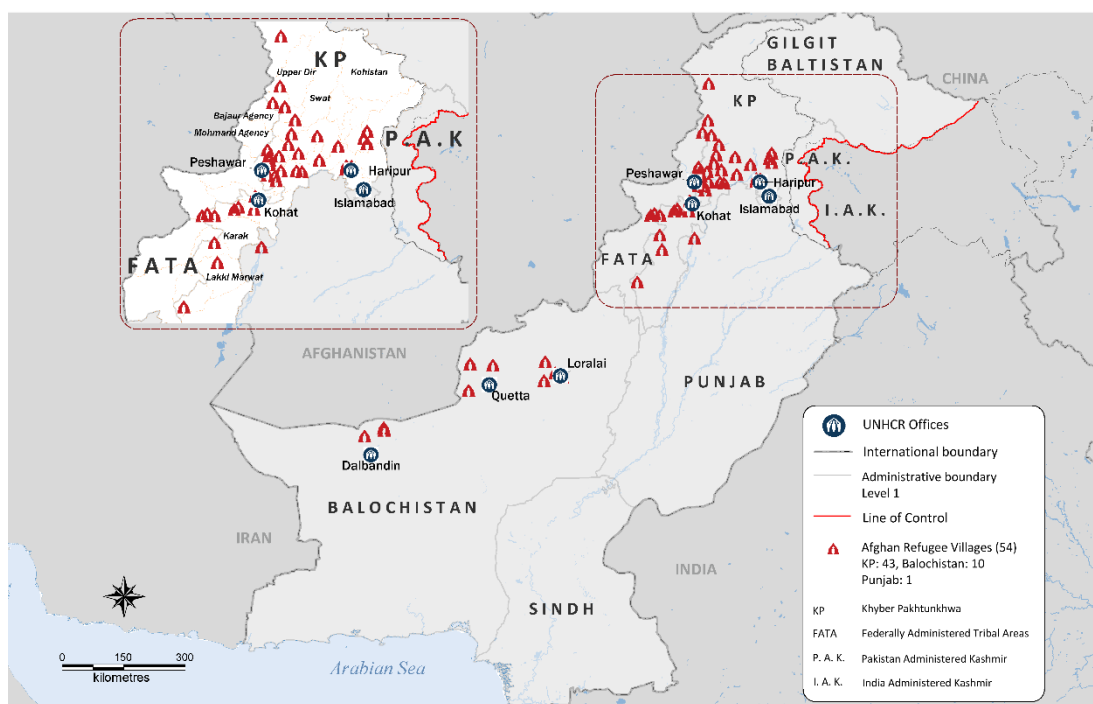 KP
Upper Dir
Kohistan
Swat
Bajaur Agency
Mohmand Agency
P.A.K
Peshawar
Haripur
Islamabad
Kohat
Karak
FATA
Lakki Marwat
GILGIT
BALTISTAN
CHINA
KP
P.A.K.
Peshawar
Haripur
Islamabad
I.A.K.
Kohat
FATA
AFGHANISTAN
Loralai
Quetta
PUNJAB
Dalbandin
BALOCHISTAN
IRAN
INDIA
SINDH
Arabian Sea
0 150 300
kilometres
UNHCR Offices
International boundary
Administrative boundary
Level 1
Line of Control
Afghan Refugee Villages (54)
KP: 43, Balochistan: 10
Punjab: 1
KP Khyber Pakhtunkhwa
FATA Federally Administered Tribal Areas
P. A. K. Pakistan Administered Kashmir
I. A. K. India Administered Kashmir